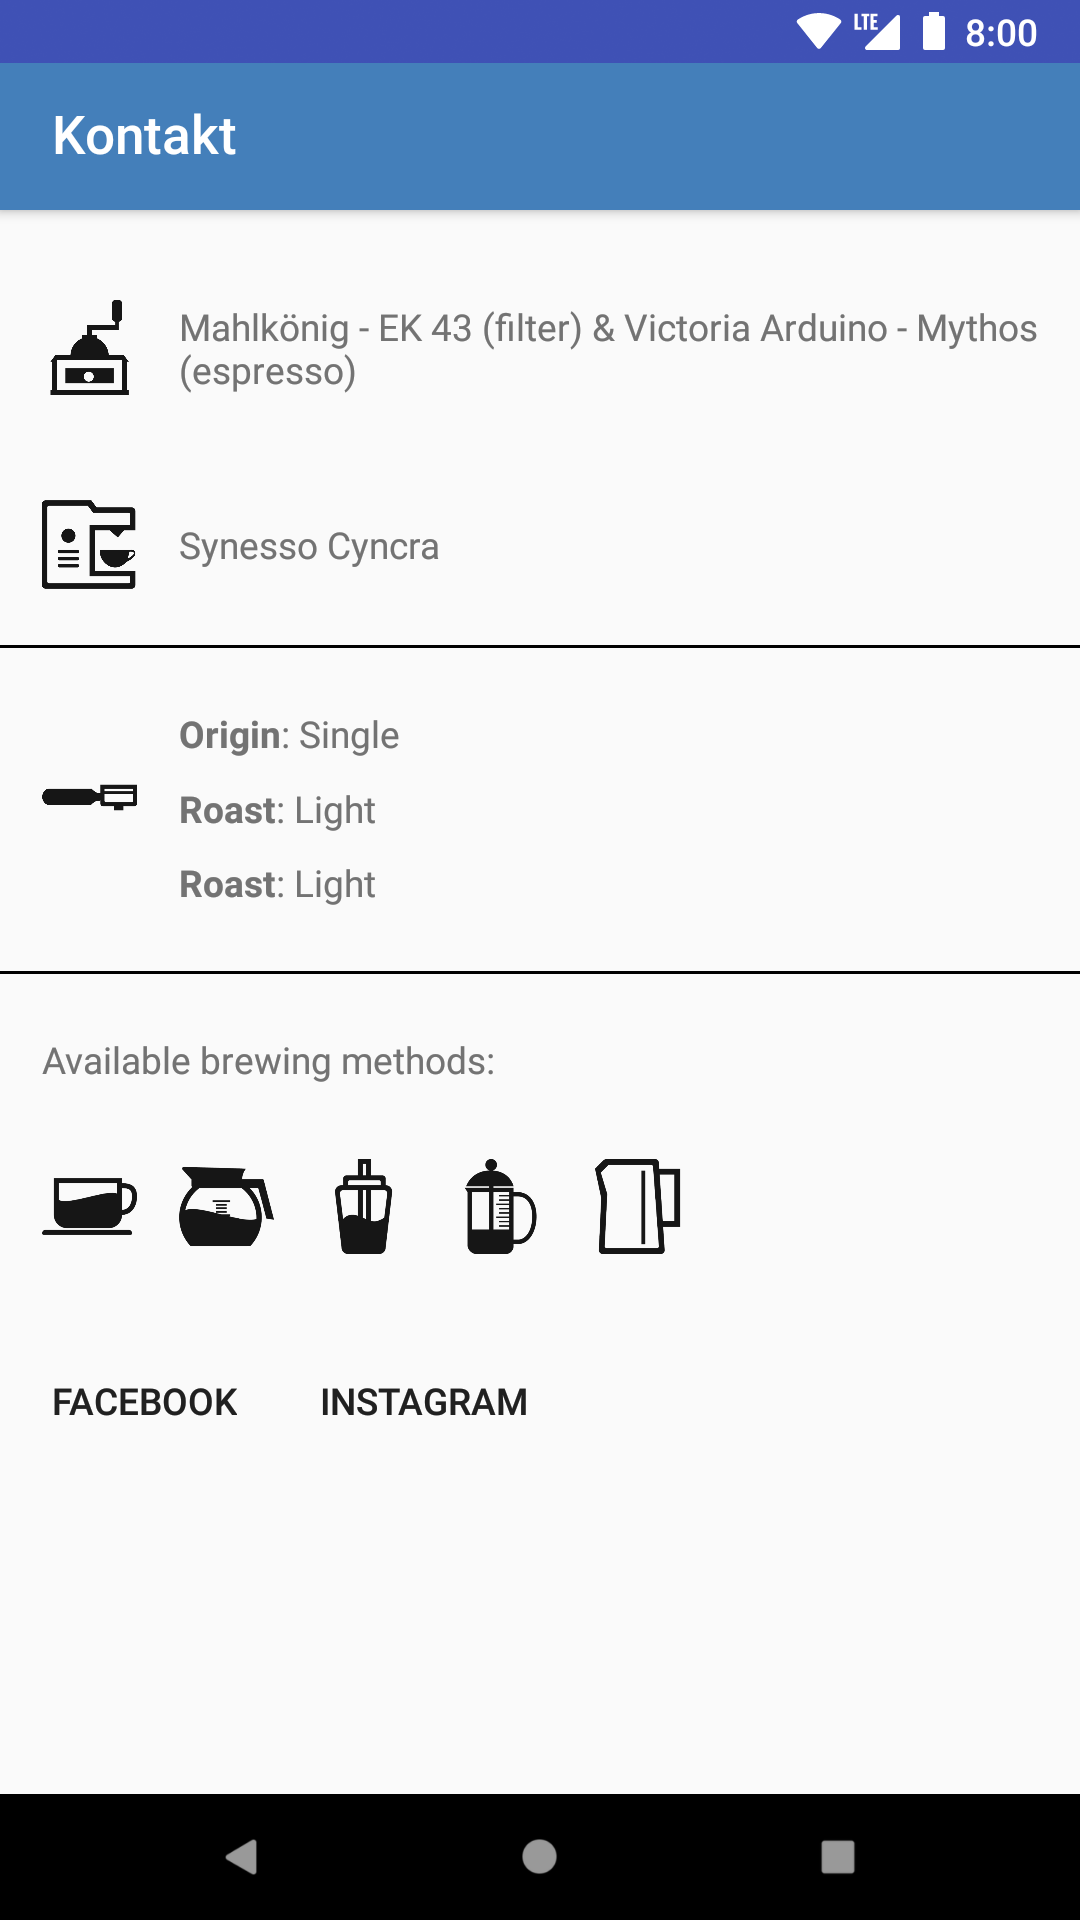 LTE 8:00
Kontakt
Mahlkönig - EK 43 (filter) & Victoria Arduino - Mythos
(espresso)
Synesso Cyncra
Origin: Single
Roast: Light
Roast: Light
Available brewing methods:
FACEBOOK INSTAGRAM